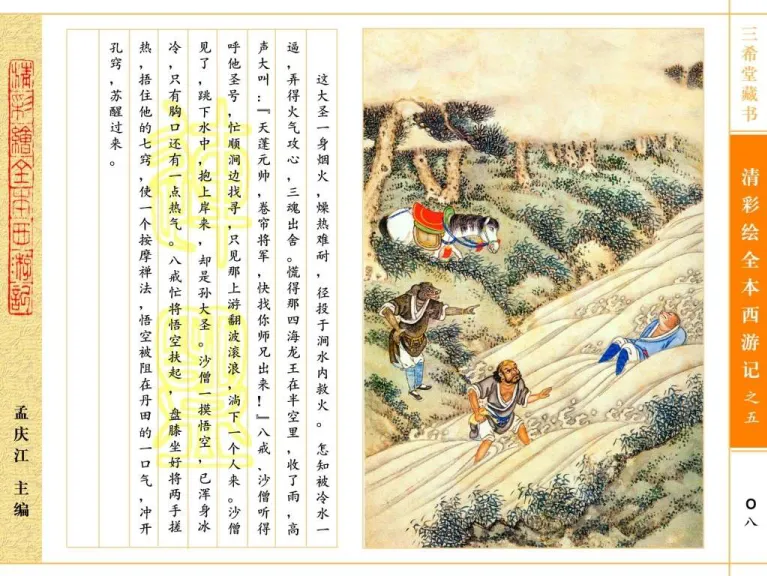 三希堂藏书
清彩绘全本西游记之五
〇八
这大圣一身烟火，燥热难耐，径投于涧水内救火。怎知被冷水一
逼，弄得火气攻心，三魂出舍。慌得那四海龙王在半空里，收了雨，高
声大叫：『天蓬元帅，卷帘将军，快找你师兄出来！』八戒、沙僧听得
呼他圣号，忙顺涧边找寻，只见那上游翻波滚浪，淌下一个人来。沙僧
见了，跳下水中，抱上岸来，却是孙大圣。沙僧一摸悟空，已浑身冰
冷，只有胸口还有一点热气。八戒忙将悟空扶起，盘膝坐好将两手搓
热，捂住他的七窍，使一个按摩禅法，悟空被阻在丹田的一口气，冲开
孔窍，苏醒过来。
清彩繪全本西游記
孟庆江 主编